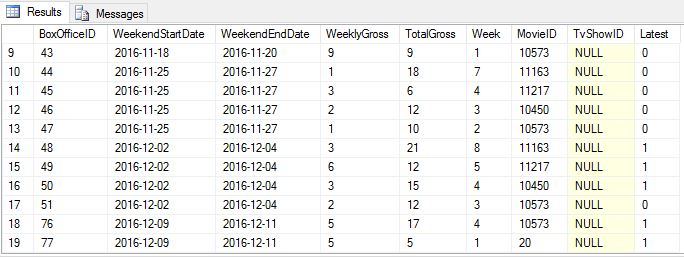 Results Messages
BoxOfficeID WeekendStartDate WeekendEndDate WeeklyGross TotalGross Week MovieID TvShowID Latest
9 43 2016-11-18 2016-11-20 9 9 1 10573 NULL 0
10 44 2016-11-25 2016-11-27 1 18 7 11163 NULL 0
11 45 2016-11-25 2016-11-27 3 6 4 11217 NULL 0
12 46 2016-11-25 2016-11-27 2 12 3 10450 NULL 0
13 47 2016-11-25 2016-11-27 1 10 2 10573 NULL 0
14 48 2016-12-02 2016-12-04 3 21 8 11163 NULL 1
15 49 2016-12-02 2016-12-04 6 12 5 11217 NULL 1
16 50 2016-12-02 2016-12-04 3 15 4 10450 NULL 1
17 51 2016-12-02 2016-12-04 2 12 3 10573 NULL 0
18 76 2016-12-09 2016-12-11 5 17 4 10573 NULL 1
19 77 2016-12-09 2016-12-11 5 5 1 20 NULL 1